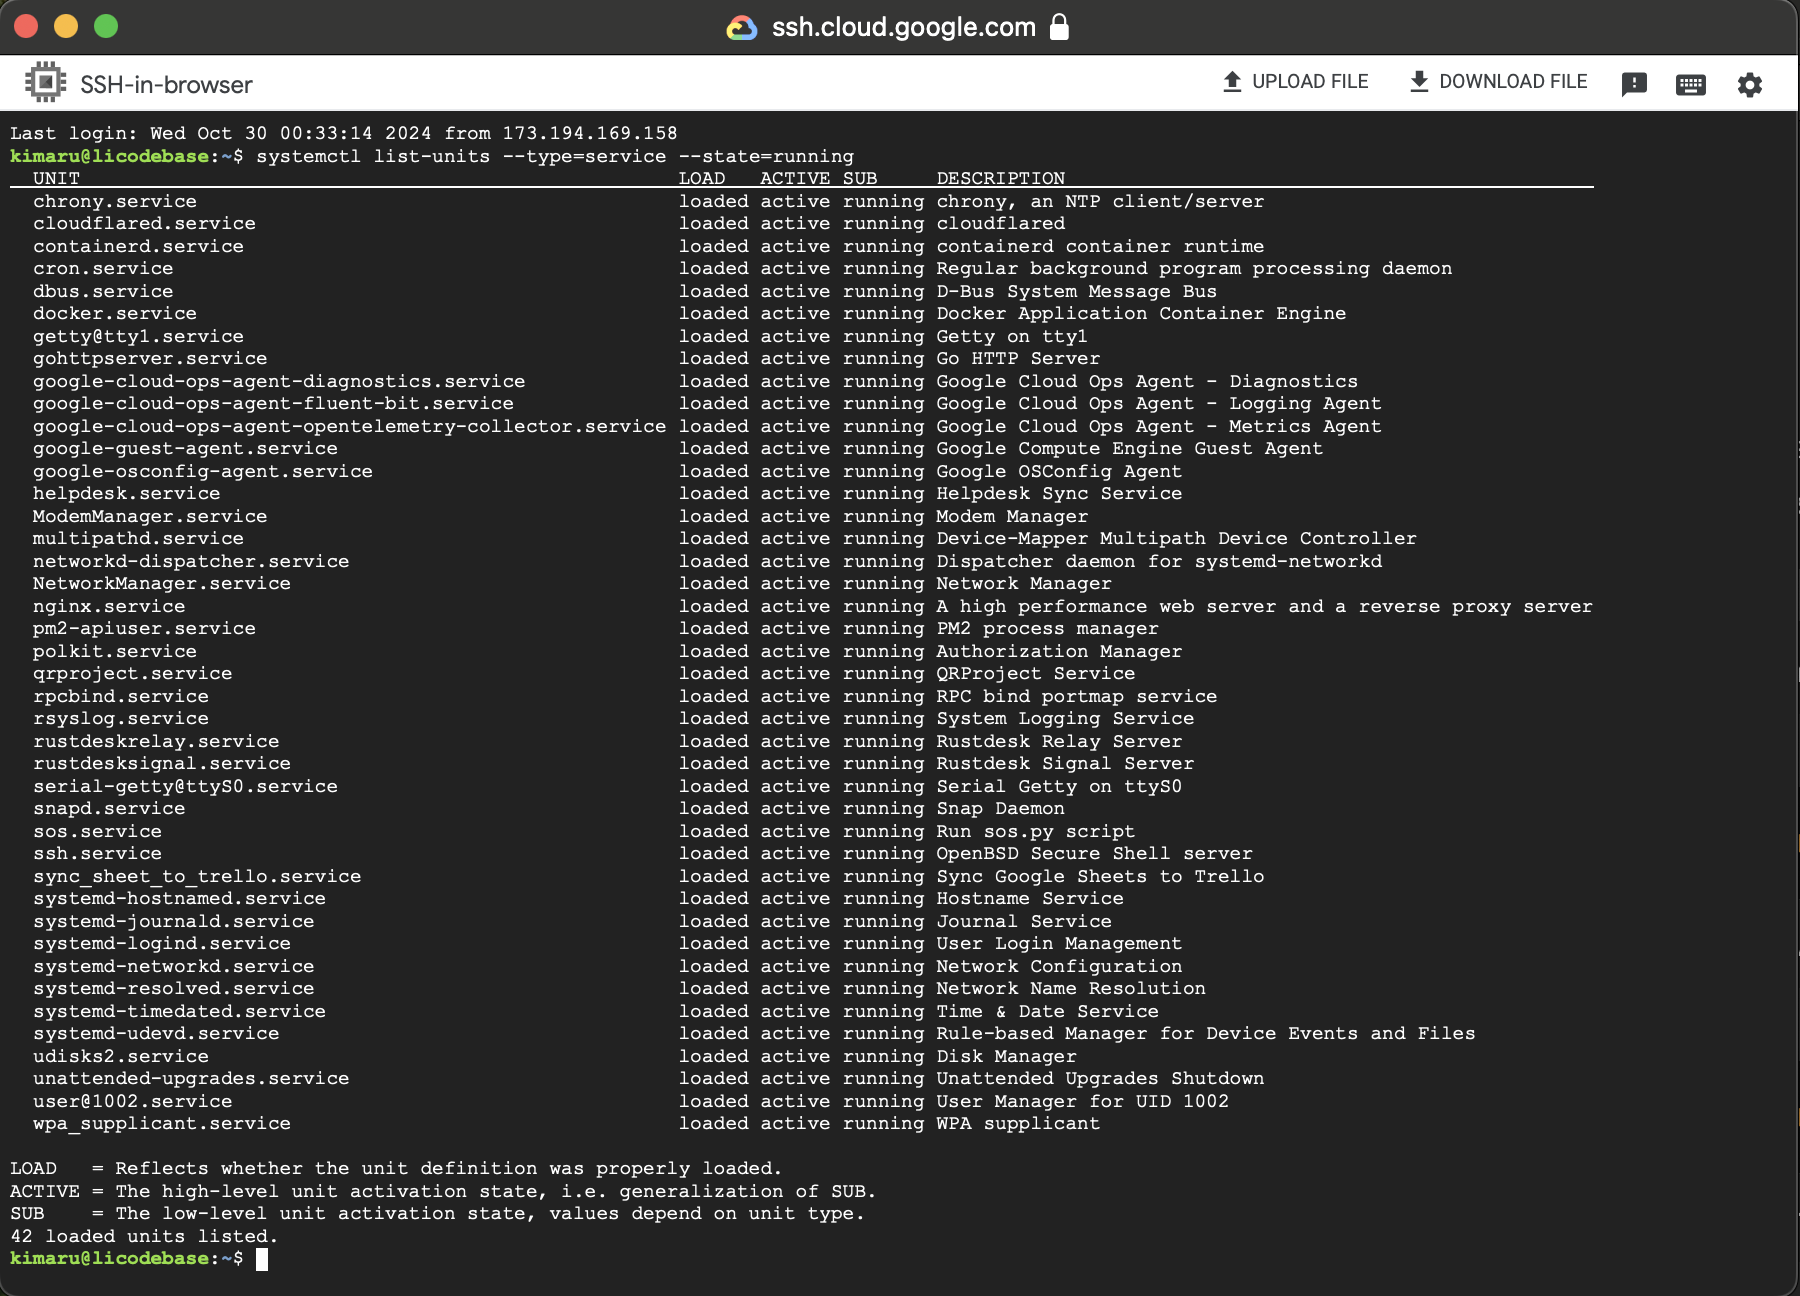 ssh.cloud.google.com
SSH-in-browser UPLOAD FILE DOWNLOAD FILE
Last login: Wed Oct 30 00:33:14 2024 from 173.194.169.158
kimaru@licodebase:~$ systemctl list-units --type=service --state=running
UNIT LOAD ACTIVE SUB DESCRIPTION
chrony.service loaded active running chrony, an NTP client/server
cloudflared.service loaded active running cloudflared
containerd.service loaded active running containerd container runtime
cron.service loaded active running Regular background program processing daemon
dbus.service loaded active running D-Bus System Message Bus
docker.service loaded active running Docker Application Container Engine
getty@tty1.service loaded active running Getty on tty1
gohttpserver.service loaded active running Go HTTP Server
google-cloud-ops-agent-diagnostics.service loaded active running Google Cloud Ops Agent - Diagnostics
google-cloud-ops-agent-fluent-bit.service loaded active running Google Cloud Ops Agent - Logging Agent
google-cloud-ops-agent-opentelemetry-collector.service loaded active running Google Cloud Ops Agent - Metrics Agent
google-guest-agent.service loaded active running Google Compute Engine Guest Agent
google-osconfig-agent.service loaded active running Google OSConfig Agent
helpdesk.service loaded active running Helpdesk Sync Service
ModemManager.service loaded active running Modem Manager
multipathd.service loaded active running Device-Mapper Multipath Device Controller
networkd-dispatcher.service loaded active running Dispatcher daemon for systemd-networkd
NetworkManager.service loaded active running Network Manager
nginx.service loaded active running A high performance web server and a reverse proxy server
pm2-apiuser.service loaded active running PM2 process manager
polkit.service loaded active running Authorization Manager
qrproject.service loaded active running QRProject Service
rpcbind.service loaded active running RPC bind portmap service
rsyslog.service loaded active running System Logging Service
rustdeskrelay.service loaded active running Rustdesk Relay Server
rustdesksignal.service loaded active running Rustdesk Signal Server
serial-getty@ttyS0.service loaded active running Serial Getty on ttyS0
snapd.service loaded active running Snap Daemon
sos.service loaded active running Run sos.py script
ssh.service loaded active running OpenBSD Secure Shell server
sync_sheet_to_trello.service loaded active running Sync Google Sheets to Trello
systemd-hostnamed.service loaded active running Hostname Service
systemd-journald.service loaded active running Journal Service
systemd-logind.service loaded active running User Login Management
systemd-networkd.service loaded active running Network Configuration
systemd-resolved.service loaded active running Network Name Resolution
systemd-timedated.service loaded active running Time & Date Service
systemd-udevd.service loaded active running Rule-based Manager for Device Events and Files
udisks2.service loaded active running Disk Manager
unattended-upgrades.service loaded active running Unattended Upgrades Shutdown
user@1002.service loaded active running User Manager for UID 1002
wpa_supplicant.service loaded active running WPA supplicant
LOAD = Reflects whether the unit definition was properly loaded.
ACTIVE = The high-level unit activation state, i.e. generalization of SUB.
SUB = The low-level unit activation state, values depend on unit type.
42 loaded units listed.
kimaru@licodebase:~$